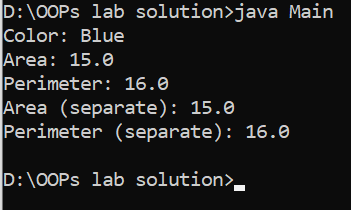 D:\OOPs lab solution>java Main
Color: Blue
Area: 15.0
Perimeter: 16.0
Area (separate): 15.0
Perimeter (separate): 16.0
D:\OOPs lab solution>